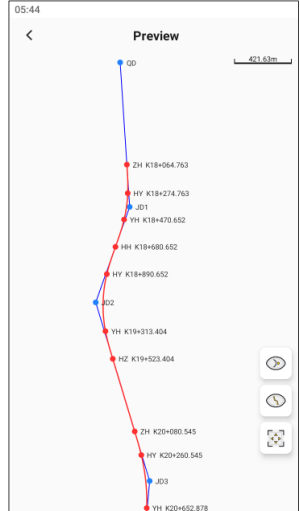 05:44
Preview
421.63m
QD
ZH K18+064.763
HY K18+274.763
JD1
YH K18+470.652
HH K18+680.652
HY K18+890.652
JD2
YH K19+313.404
HZ K19+523.404
ZH K20+080.545
HY K20+260.545
JD3
YH K20+652.878